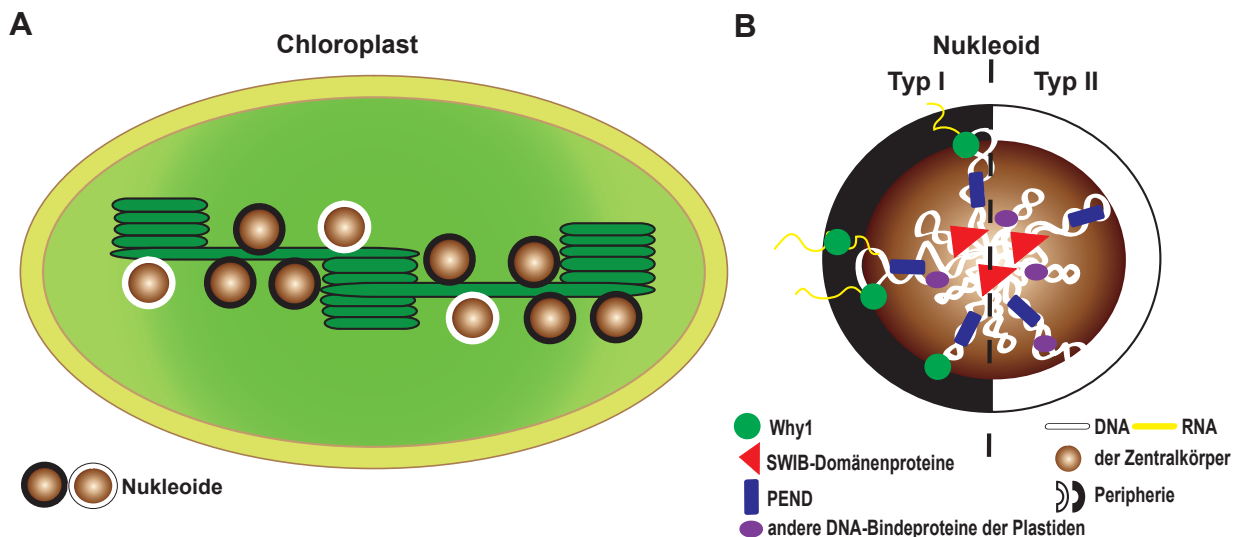 A
Chloroplast
Nukleoide
B
Nukleoid
Typ I Typ II
Why1
SWIB-Domänenproteine
PEND
andere DNA-Bindeproteine der Plastiden
DNA RNA
der Zentralkörper
Peripherie